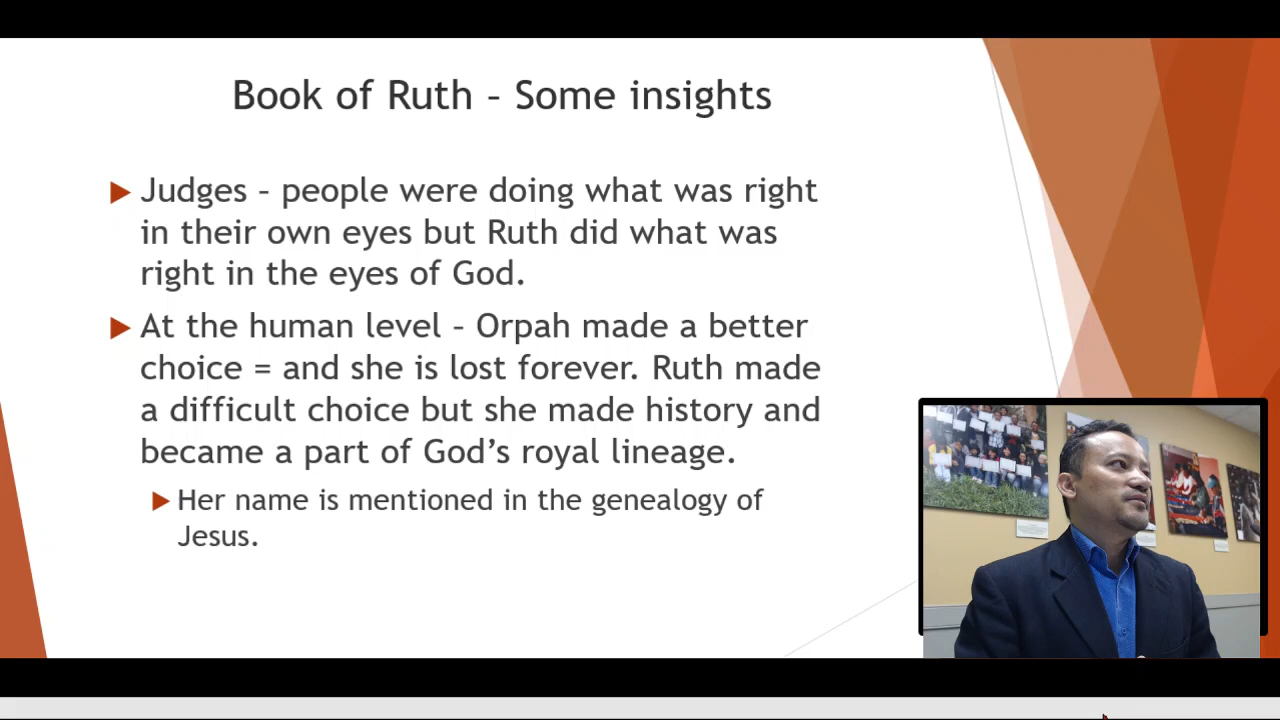 Book of Ruth – Some insights
Judges – people were doing what was right
in their own eyes but Ruth did what was
right in the eyes of God.
At the human level – Orpah made a better
choice = and she is lost forever. Ruth made
a difficult choice but she made history and
became a part of God’s royal lineage.
Her name is mentioned in the genealogy of
Jesus.